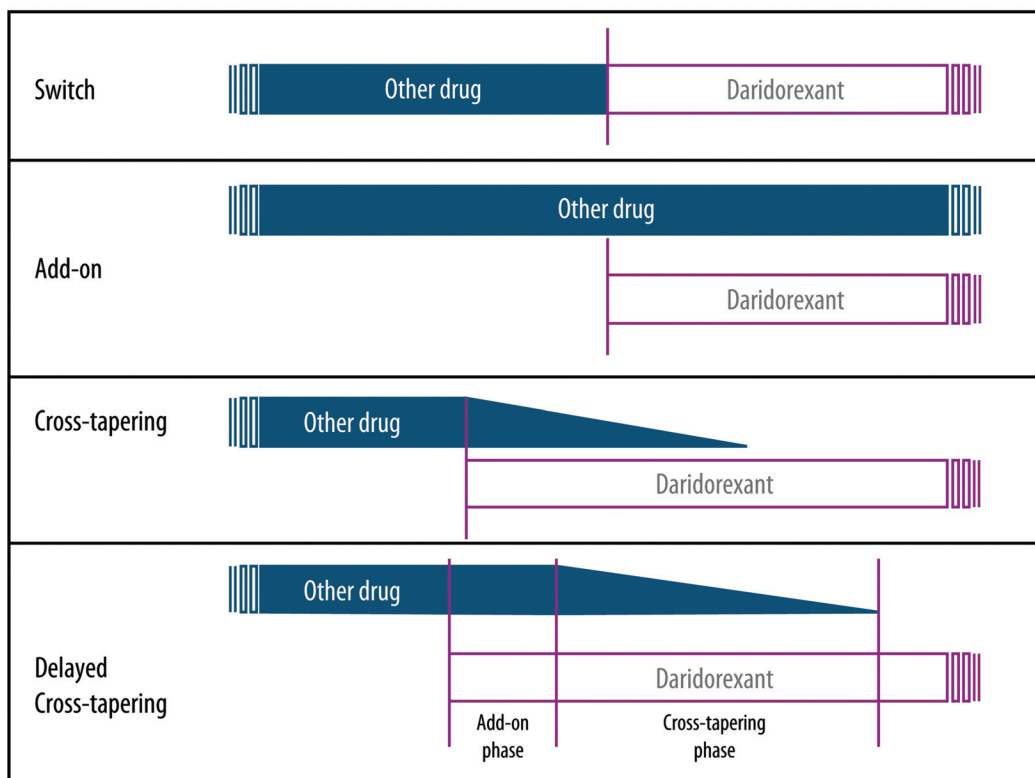 Switch
Other drug
Daridorexant
Other drug
Add-on
Daridorexant
Cross-tapering
Other drug
Daridorexant
Other drug
Delayed
Cross-tapering
Daridorexant
Add-on
phase
Cross-tapering
phase